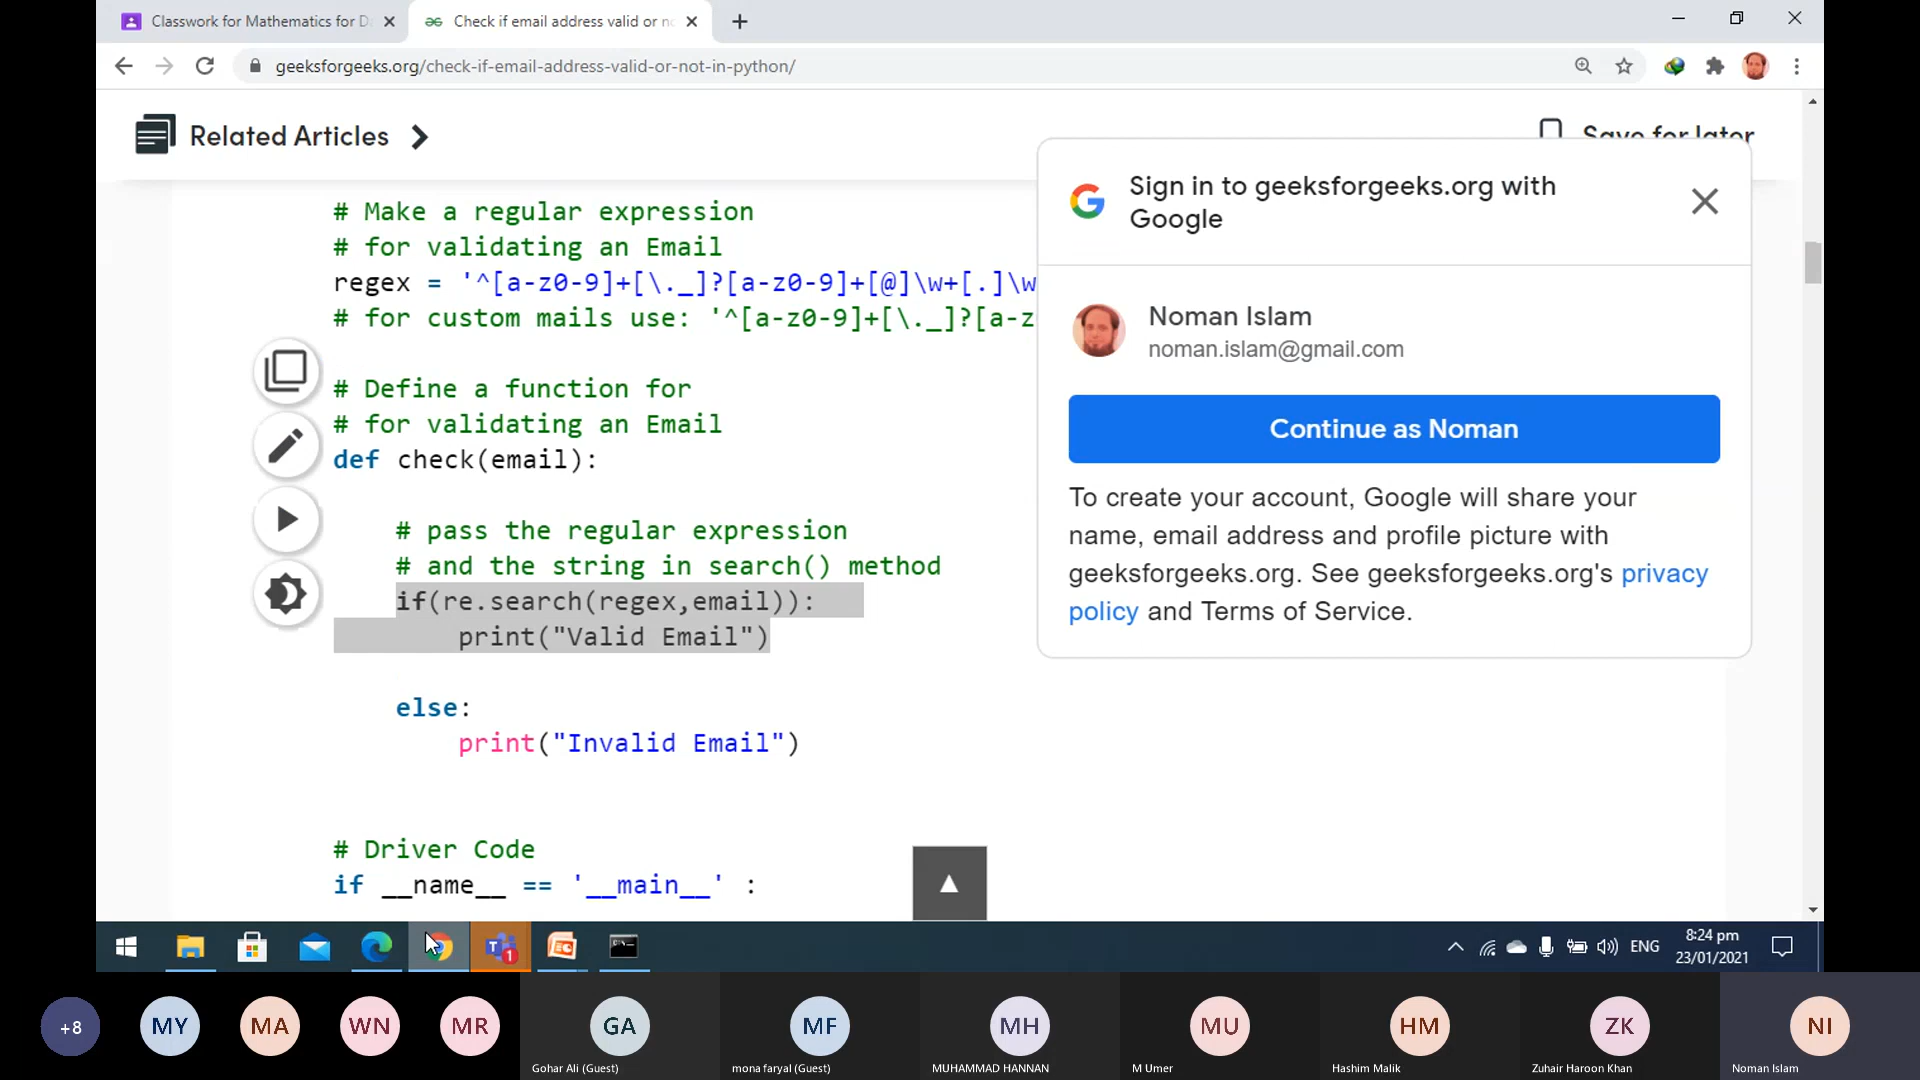 Classwork for Mathematics for D
Check if email address valid or no
geeksforgeeks.org/check-if-email-address-valid-or-not-in-python/
Related Articles
Save for later
# Make a regular expression
# for validating an Email
regex = '^[a-z0-9]+[\._]?[a-z0-9]+[@]\w+[.]\w
# for custom mails use: '^[a-z0-9]+[\._]?[a-z
# Define a function for
# for validating an Email
def check(email):
# pass the regular expression
# and the string in search() method
if(re.search(regex,email)):
print("Valid Email")
else:
print("Invalid Email")
# Driver Code
if __name__ == '__main__' :
Sign in to geeksforgeeks.org with
Google
Noman Islam
noman.islam@gmail.com
Continue as Noman
To create your account, Google will share your
name, email address and profile picture with
geeksforgeeks.org. See geeksforgeeks.org's privacy
policy and Terms of Service.
1
ENG
8:24 pm
23/01/2021
+8
MY
MA
WN
MR
GA
MF
MH
MU
HM
ZK
NI
Gohar Ali (Guest)
mona faryal (Guest)
MUHAMMAD HANNAN
M Umer
Hashim Malik
Zuhair Haroon Khan
Noman Islam